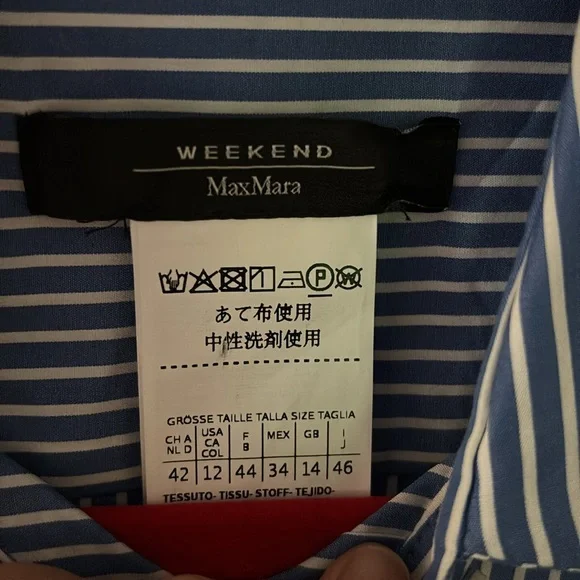 WEEKEND
MaxMara
P W
あて布使用
中性洗剤使用
GRÖSSE TAILLE TALLA SIZE TAGLIA
CH A NL D USA CA COL F B MEX GB I J
42 12 44 34 14 46
TESSUTO- TISSU- STOFF- TEJIDO-